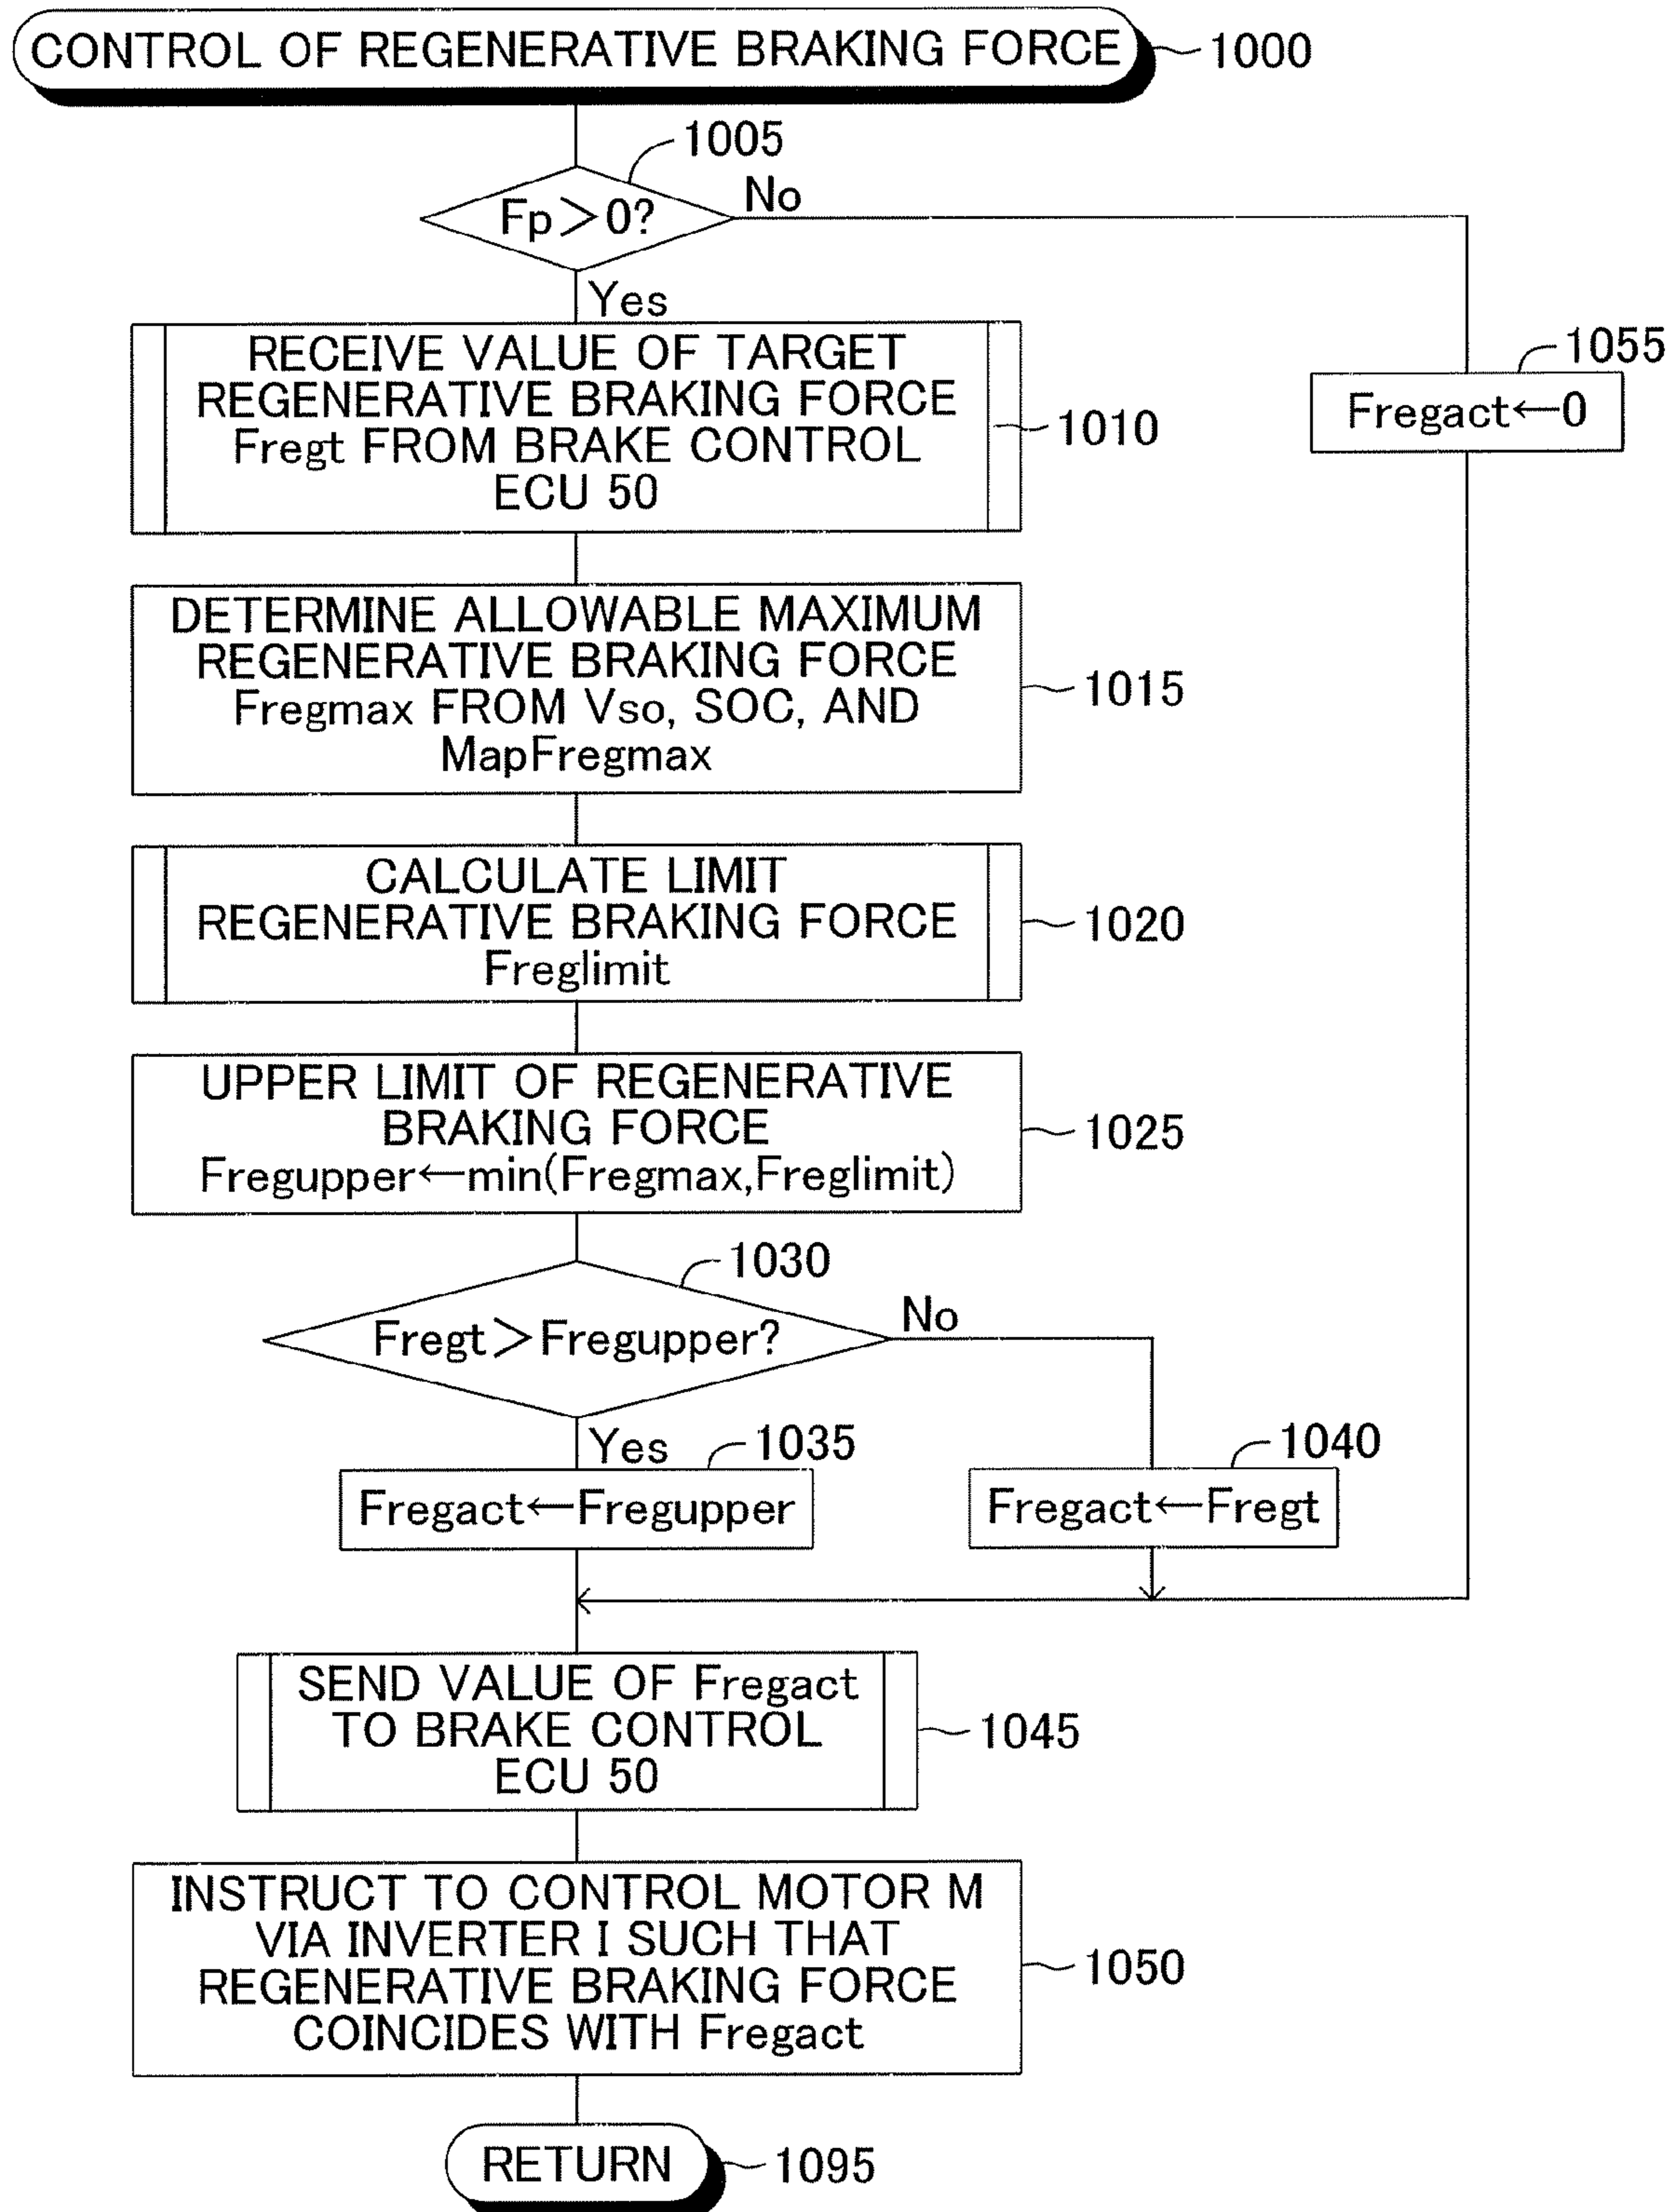 CONTROL OF REGENERATIVE BRAKING FORCE
1000
1005
Fp>0?
No
Yes
RECEIVE VALUE OF TARGET
REGENERATIVE BRAKING FORCE
Fregt FROM BRAKE CONTROL
ECU 50
1010
1055
Fregact←0
DETERMINE ALLOWABLE MAXIMUM
REGENERATIVE BRAKING FORCE
Fregmax FROM Vso, SOC, AND
MapFregmax
1015
CALCULATE LIMIT
REGENERATIVE BRAKING FORCE
Freglimit
1020
UPPER LIMIT OF REGENERATIVE
BRAKING FORCE
Fregupper←min(Fregmax,Freglimit)
1025
1030
Fregt>Fregupper?
No
Yes
1035
Fregact←Fregupper
1040
Fregact←Fregt
SEND VALUE OF Fregact
TO BRAKE CONTROL
ECU 50
1045
INSTRUCT TO CONTROL MOTOR M
VIA INVERTER I SUCH THAT
REGENERATIVE BRAKING FORCE
COINCIDES WITH Fregact
1050
RETURN
1095